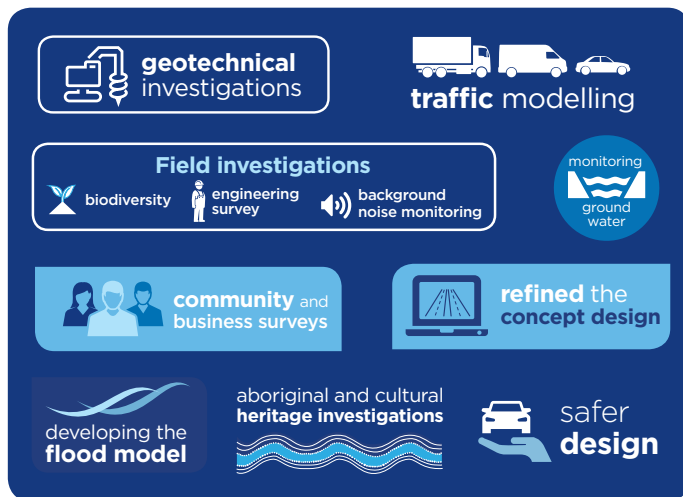 geotechnical
investigations
traffic modelling
Field investigations
biodiversity
engineering
survey
background
noise monitoring
monitoring
ground
water
community and
business surveys
refined the
concept design
developing the
flood model
aboriginal and cultural
heritage investigations
safer
design